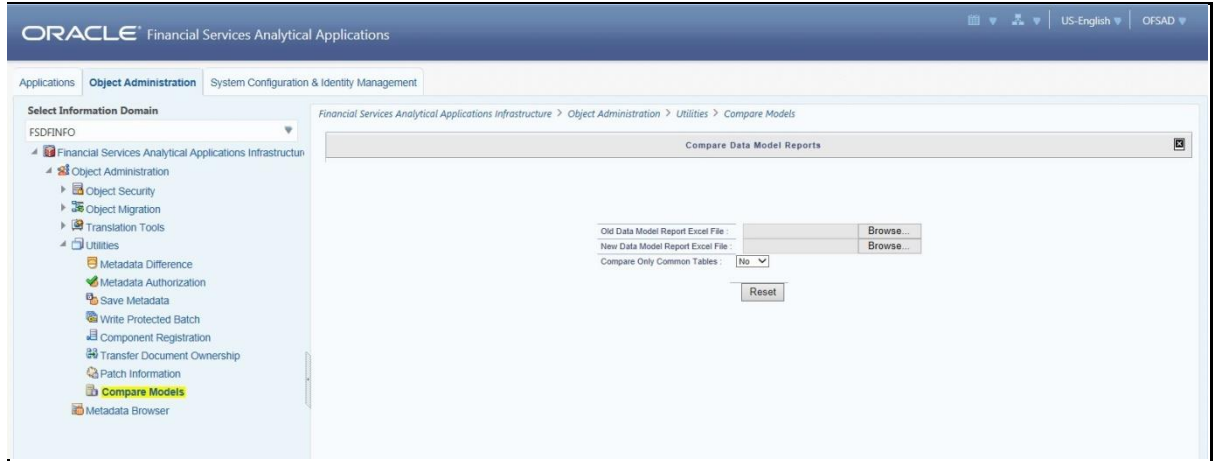 ORACLE Financial Services Analytical Applications
US-English
OFSAD
Applications
Object Administration
System Configuration & Identity Management
Select Information Domain
FSDFINFO
Financial Services Analytical Applications Infrastructure > Object Administration > Utilities > Compare Models
Financial Services Analytical Applications Infrastructur
Object Administration
Object Security
Object Migration
Translation Tools
Utilities
Metadata Difference
Metadata Authorization
Save Metadata
Write Protected Batch
Component Registration
Transfer Document Ownership
Patch Information
Compare Models
Metadata Browser
Compare Data Model Reports
Old Data Model Report Excel File : Browse...
New Data Model Report Excel File : Browse...
Compare Only Common Tables : No
Reset